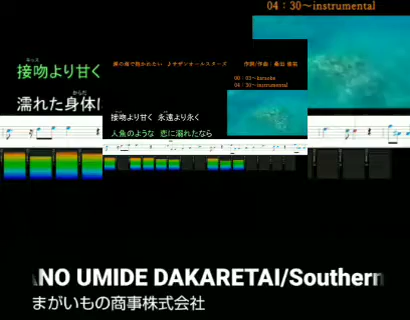 04：30〜instrumental
接吻より甘く
濡れた身体に
涙の海で抱かれたい ♪サザンオールスターズ 作詞/作曲：桑田 佳祐
00：03〜karaoke
04：30〜instrumental
接吻より甘く 永遠より永く
人魚のような 恋に溺れたなら
NO UMIDE DAKARETAI/Southern
まがいもの商事株式会社